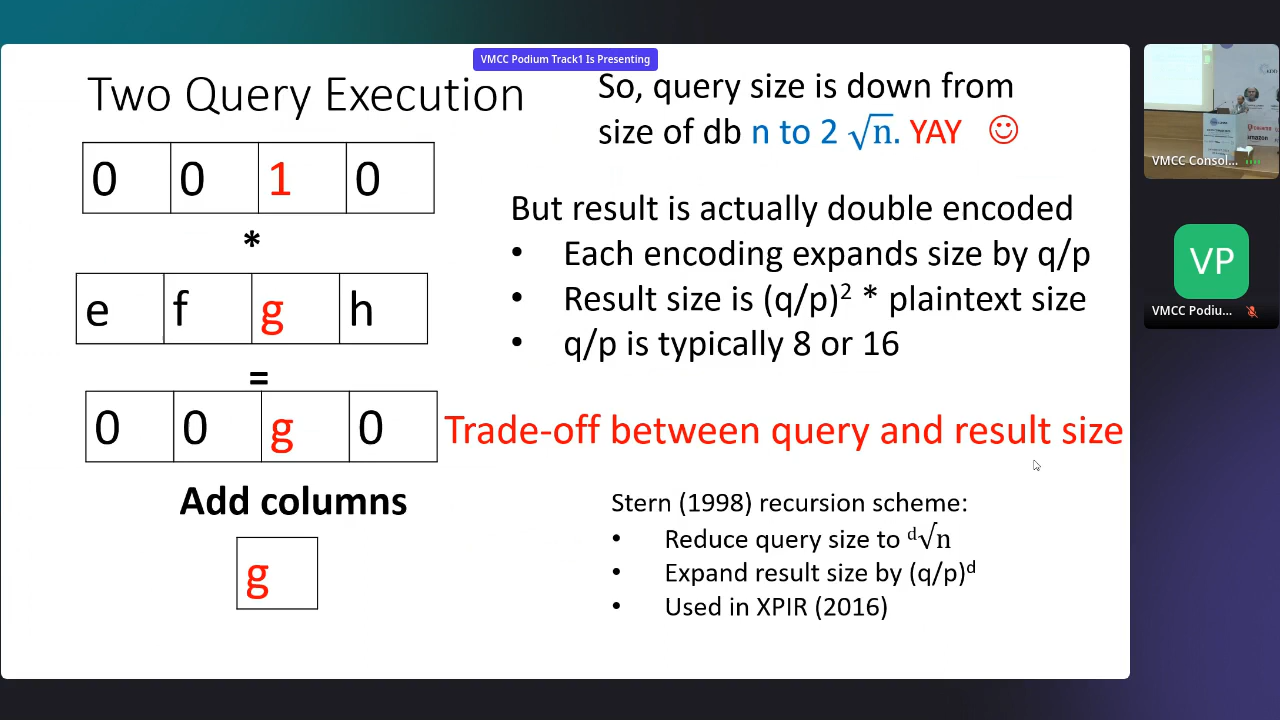 VMCC Podium Track1 Is Presenting
Two Query Execution
0 0 1 0
*
e f g h
=
0 0 g 0
Add columns
g
So, query size is down from
size of db n to 2 √n. YAY ☺
But result is actually double encoded
• Each encoding expands size by q/p
• Result size is (q/p)² * plaintext size
• q/p is typically 8 or 16
Trade-off between query and result size
Stern (1998) recursion scheme:
• Reduce query size to ᵈ√n
• Expand result size by (q/p)ᵈ
• Used in XPIR (2016)
VMCC Consol...
VP
VMCC Podiu...